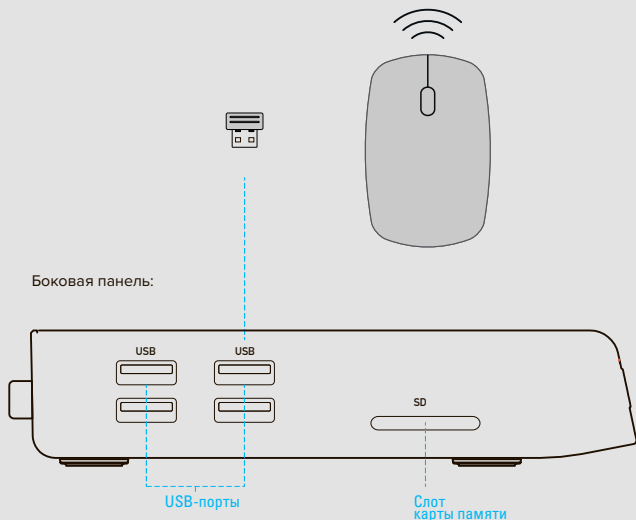 Боковая панель:
USB
USB
SD
USB-порты
Слот
карты памяти